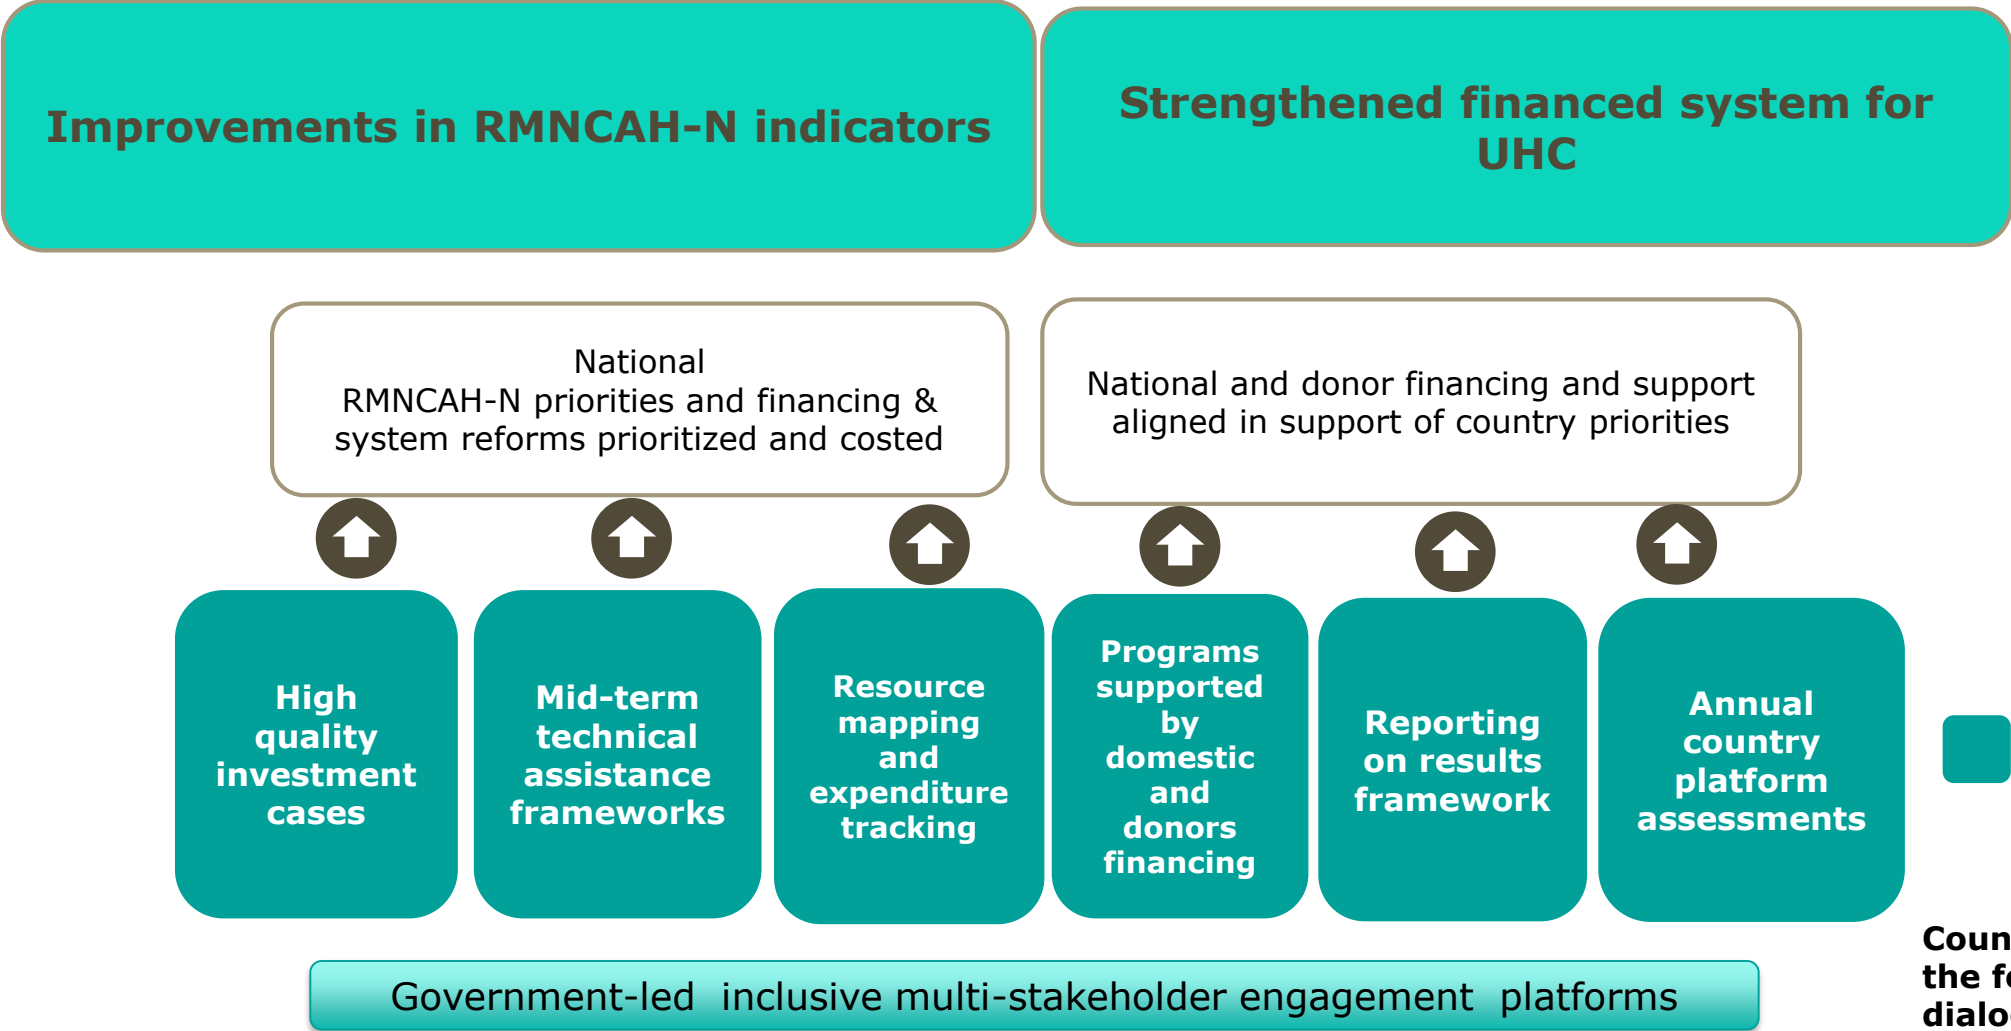 Improvements in RMNCAH-N indicators
Strengthened financed system for
UHC
National
RMNCAH-N priorities and financing &
system reforms prioritized and costed
National and donor financing and support
aligned in support of country priorities
High
quality
investment
cases
Mid-term
technical
assistance
frameworks
Resource
mapping
and
expenditure
tracking
Programs
supported
by
domestic
and
donors
financing
Reporting
on results
framework
Annual
country
platform
assessments
Government-led inclusive multi-stakeholder engagement platforms
the